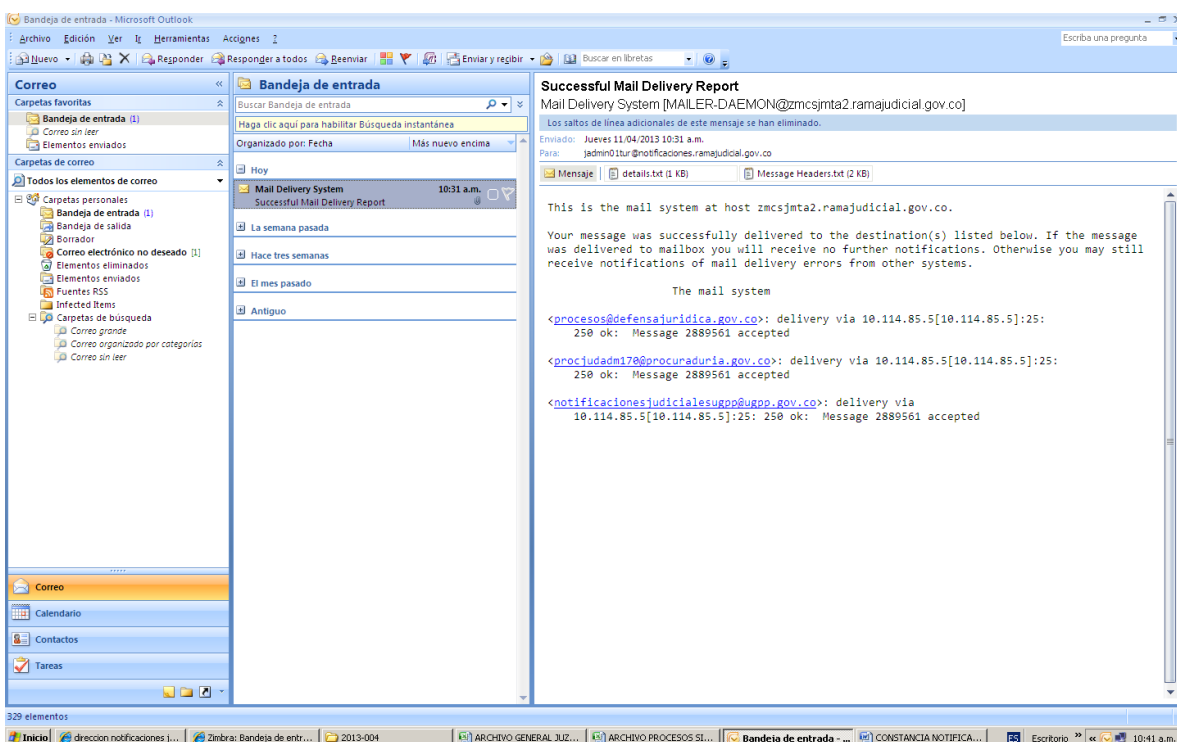 Bandeja de entrada - Microsoft Outlook
Archivo Edición Ver Ir Herramientas Acciones ?
Escriba una pregunta
Nuevo Responder Responder a todos Reenviar Enviar y recibir Buscar en libretas
Correo
Carpetas favoritas
Bandeja de entrada (1)
Correo sin leer
Elementos enviados
Carpetas de correo
Todos los elementos de correo
Carpetas personales
Bandeja de entrada (1)
Bandeja de salida
Borrador
Correo electrónico no deseado [1]
Elementos eliminados
Elementos enviados
Fuentes RSS
Infected Items
Carpetas de búsqueda
Correo grande
Correo organizado por categorías
Correo sin leer
Correo
Calendario
Contactos
Tareas
Bandeja de entrada
Buscar Bandeja de entrada
Haga clic aquí para habilitar Búsqueda instantánea
Organizado por: Fecha Más nuevo encima
Hoy
Mail Delivery System 10:31 a.m.
Successful Mail Delivery Report
La semana pasada
Hace tres semanas
El mes pasado
Antiguo
Successful Mail Delivery Report
Mail Delivery System [MAILER-DAEMON@zmcsjmta2.ramajudicial.gov.co]
Los saltos de línea adicionales de este mensaje se han eliminado.
Enviado: Jueves 11/04/2013 10:31 a.m.
Para: jadmin01tur@notificaciones.ramajudicial.gov.co
Mensaje details.txt (1 KB) Message Headers.txt (2 KB)
This is the mail system at host zmcsjmta2.ramajudicial.gov.co.
Your message was successfully delivered to the destination(s) listed below. If the message
was delivered to mailbox you will receive no further notifications. Otherwise you may still
receive notifications of mail delivery errors from other systems.
The mail system
<procesos@defensajuridica.gov.co>: delivery via 10.114.85.5[10.114.85.5]:25:
250 ok: Message 2889561 accepted
<procjudadm170@procuraduria.gov.co>: delivery via 10.114.85.5[10.114.85.5]:25:
250 ok: Message 2889561 accepted
<notificacionesjudicialesugpp@ugpp.gov.co>: delivery via
10.114.85.5[10.114.85.5]:25: 250 ok: Message 2889561 accepted
329 elementos
Inicio direccion notificaciones j... Zimbra: Bandeja de entr... 2013-004 ARCHIVO GENERAL JUZ... ARCHIVO PROCESOS SI... Bandeja de entrada - ... CONSTANCIA NOTIFICA... ES Escritorio 10:41 a.m.